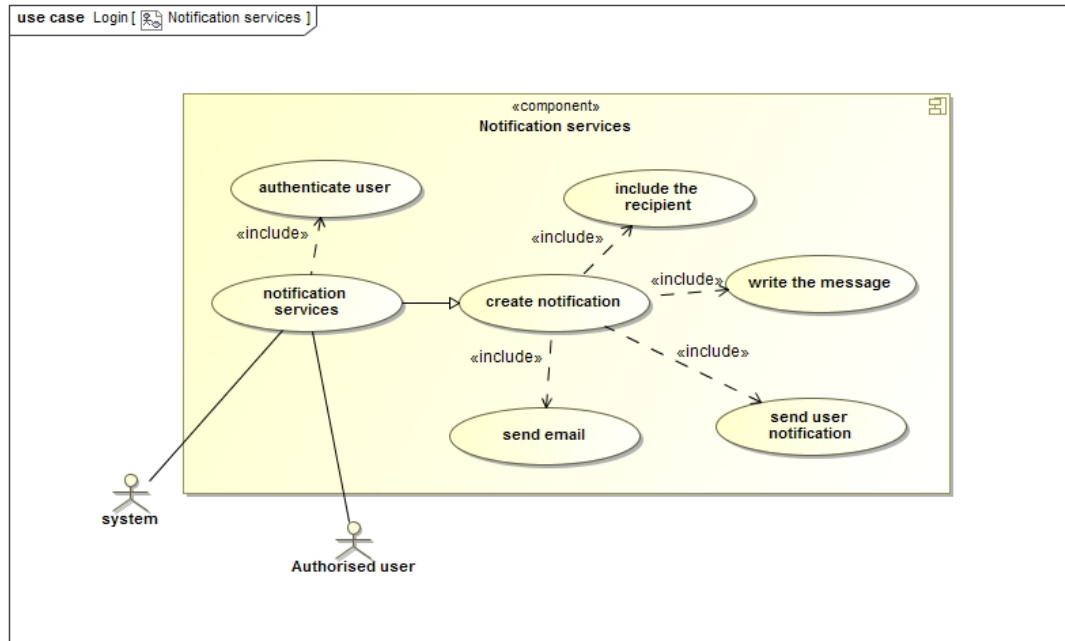 use case Login [ Notification services ]
«component»
Notification services
authenticate user
include the
recipient
«include»
«include»
«include»
write the message
notification
services
create notification
«include»
«include»
send email
send user
notification
system
Authorised user